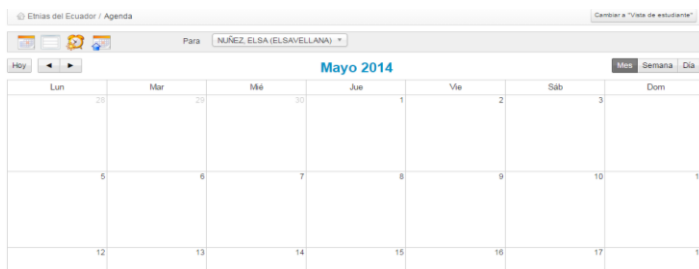 Etnias del Ecuador / Agenda
Cambiar a "Vista de estudiante"
Para NUÑEZ, ELSA (ELSAVELLANA)
Hoy
Mayo 2014
Mes Semana Día
Lun Mar Mié Jue Vie Sáb Dom
28 29 30 1 2 3
5 6 7 8 9 10 1
12 13 14 15 16 17 1